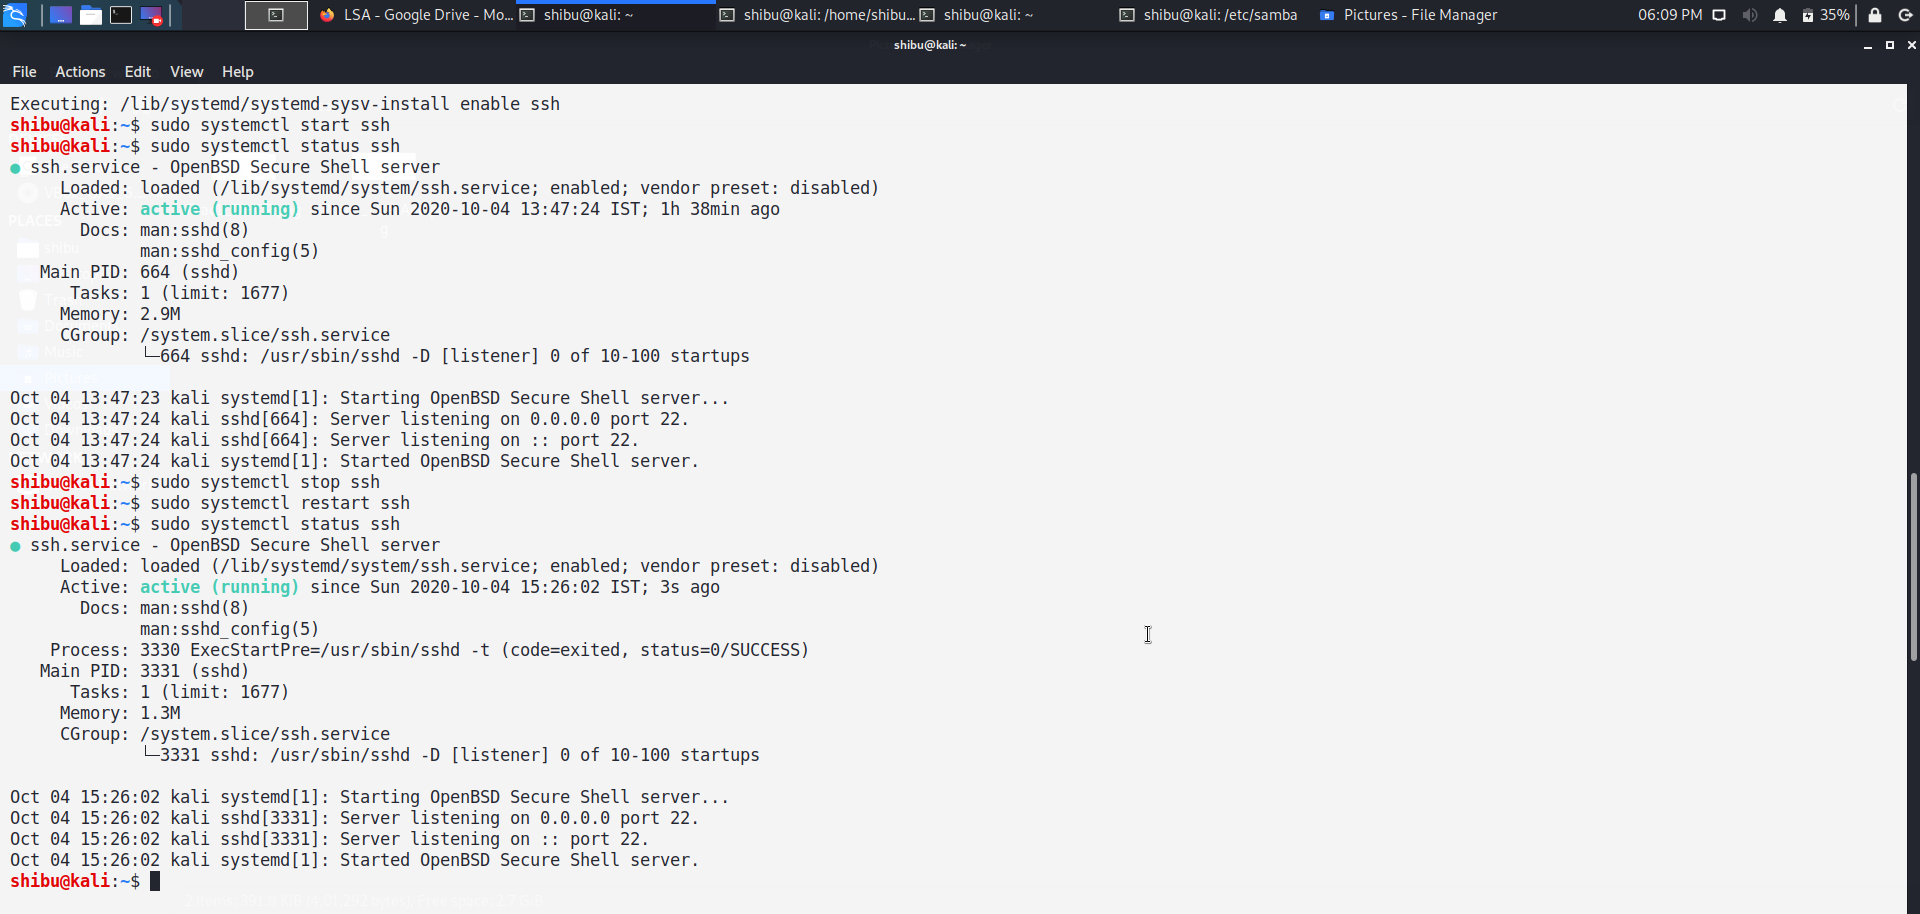 LSA - Google Drive - Mo...
shibu@kali: ~
shibu@kali: /home/shibu...
shibu@kali: ~
shibu@kali: /etc/samba
Pictures - File Manager
06:09 PM
35%
shibu@kali: ~
File Actions Edit View Help
Executing: /lib/systemd/systemd-sysv-install enable ssh
shibu@kali:~$ sudo systemctl start ssh
shibu@kali:~$ sudo systemctl status ssh
● ssh.service - OpenBSD Secure Shell server
Loaded: loaded (/lib/systemd/system/ssh.service; enabled; vendor preset: disabled)
Active: active (running) since Sun 2020-10-04 13:47:24 IST; 1h 38min ago
Docs: man:sshd(8)
man:sshd_config(5)
Main PID: 664 (sshd)
Tasks: 1 (limit: 1677)
Memory: 2.9M
CGroup: /system.slice/ssh.service
└─664 sshd: /usr/sbin/sshd -D [listener] 0 of 10-100 startups
Oct 04 13:47:23 kali systemd[1]: Starting OpenBSD Secure Shell server...
Oct 04 13:47:24 kali sshd[664]: Server listening on 0.0.0.0 port 22.
Oct 04 13:47:24 kali sshd[664]: Server listening on :: port 22.
Oct 04 13:47:24 kali systemd[1]: Started OpenBSD Secure Shell server.
shibu@kali:~$ sudo systemctl stop ssh
shibu@kali:~$ sudo systemctl restart ssh
shibu@kali:~$ sudo systemctl status ssh
● ssh.service - OpenBSD Secure Shell server
Loaded: loaded (/lib/systemd/system/ssh.service; enabled; vendor preset: disabled)
Active: active (running) since Sun 2020-10-04 15:26:02 IST; 3s ago
Docs: man:sshd(8)
man:sshd_config(5)
Process: 3330 ExecStartPre=/usr/sbin/sshd -t (code=exited, status=0/SUCCESS)
Main PID: 3331 (sshd)
Tasks: 1 (limit: 1677)
Memory: 1.3M
CGroup: /system.slice/ssh.service
└─3331 sshd: /usr/sbin/sshd -D [listener] 0 of 10-100 startups
Oct 04 15:26:02 kali systemd[1]: Starting OpenBSD Secure Shell server...
Oct 04 15:26:02 kali sshd[3331]: Server listening on 0.0.0.0 port 22.
Oct 04 15:26:02 kali sshd[3331]: Server listening on :: port 22.
Oct 04 15:26:02 kali systemd[1]: Started OpenBSD Secure Shell server.
shibu@kali:~$
PLACES
shibu
Music